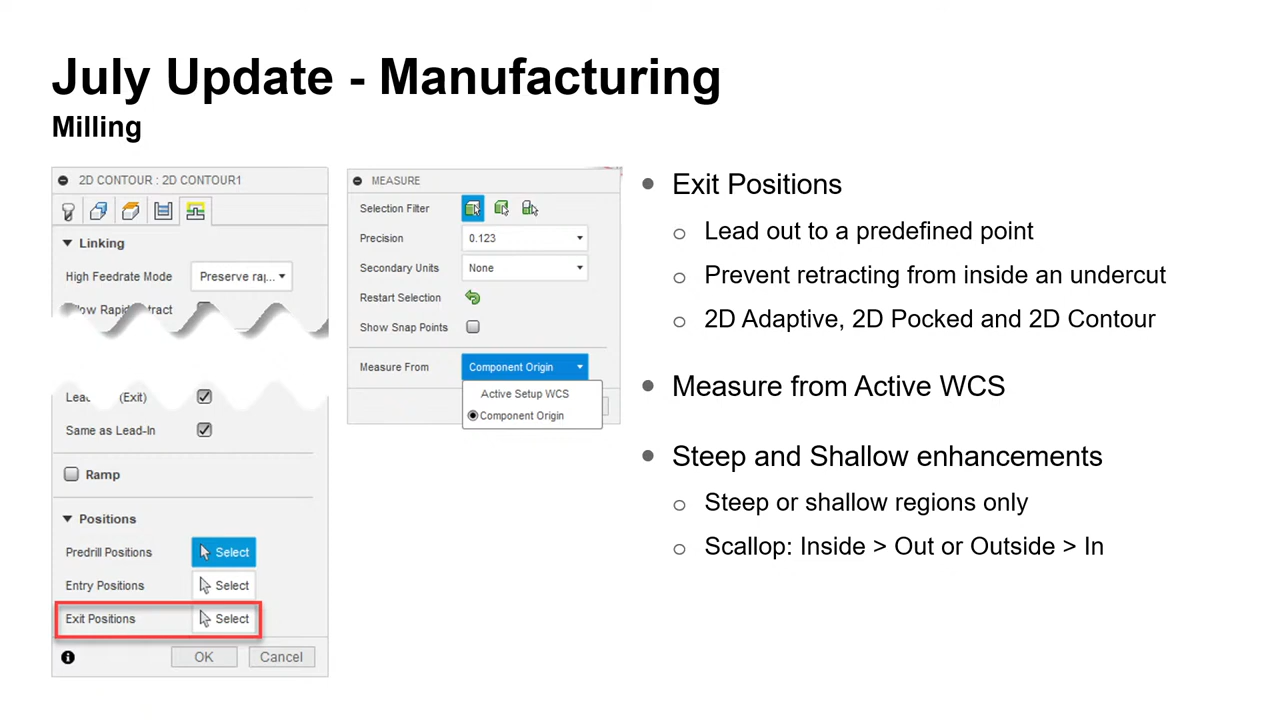 July Update - Manufacturing
Milling
2D CONTOUR : 2D CONTOUR1
Linking
High Feedrate Mode
Preserve rap...
Allow Rapid Retract
(Exit)
Same as Lead-In
Ramp
Positions
Predrill Positions
Select
Entry Positions
Select
Exit Positions
Select
OK
Cancel
MEASURE
Selection Filter
Precision
0.123
Secondary Units
None
Restart Selection
Show Snap Points
Measure From
Component Origin
Active Setup WCS
Component Origin
Exit Positions
Lead out to a predefined point
Prevent retracting from inside an undercut
2D Adaptive, 2D Pocked and 2D Contour
Measure from Active WCS
Steep and Shallow enhancements
Steep or shallow regions only
Scallop: Inside > Out or Outside > In